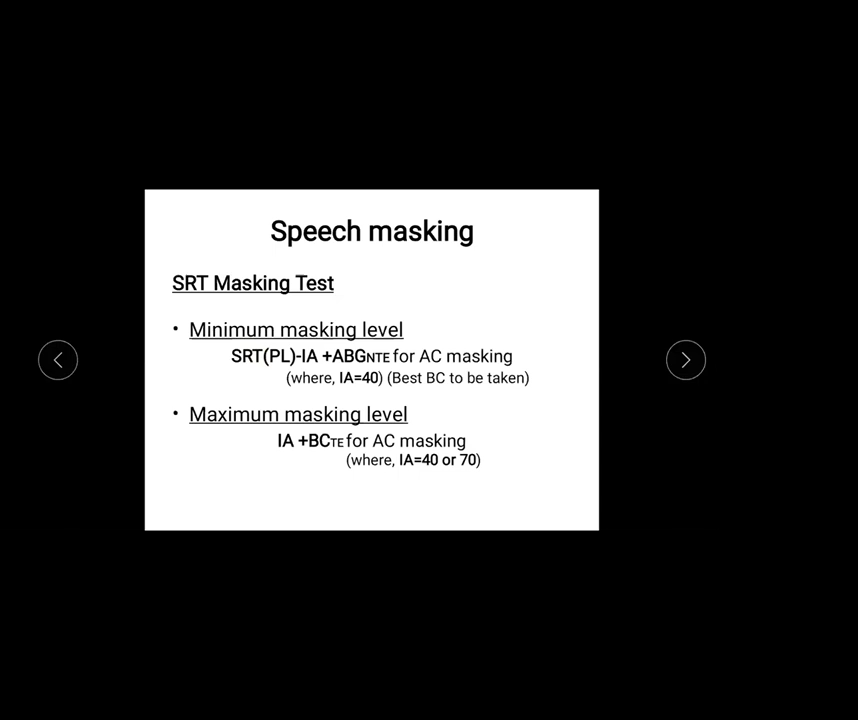 Speech masking
SRT Masking Test
• Minimum masking level
SRT(PL)-IA +ABGNTE for AC masking
(where, IA=40) (Best BC to be taken)
• Maximum masking level
IA +BCTE for AC masking
(where, IA=40 or 70)